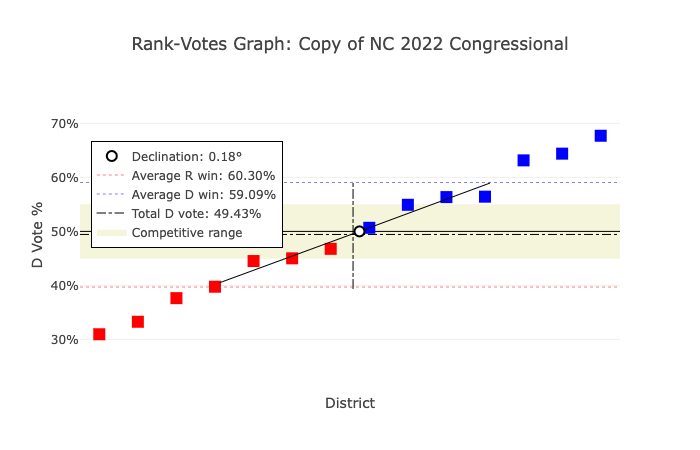 Rank-Votes Graph: Copy of NC 2022 Congressional
70%
60%
50%
40%
30%
D Vote %
Declination: 0.18°
Average R win: 60.30%
Average D win: 59.09%
Total D vote: 49.43%
Competitive range
District